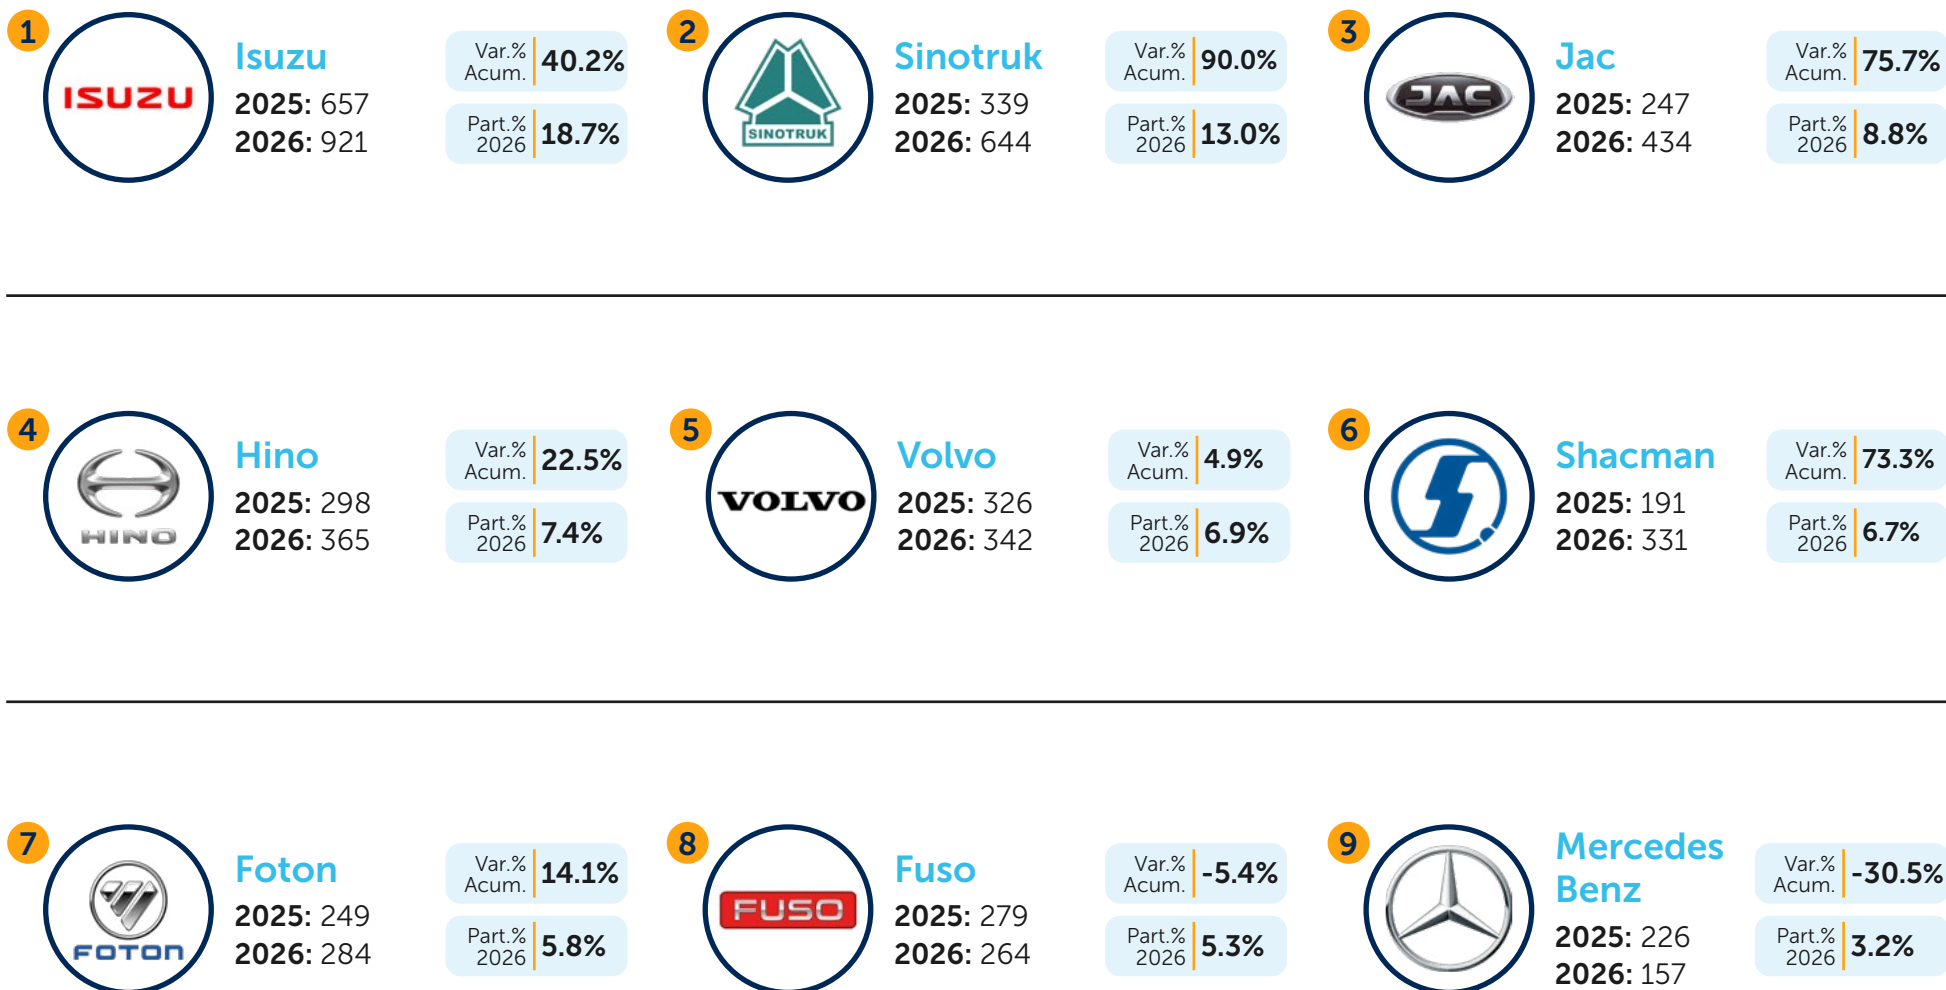 1
ISUZU
Isuzu
2025: 657
2026: 921
Var.%
Acum.
40.2%
Part.%
2026
18.7%
2
SINOTRUK
Sinotruk
2025: 339
2026: 644
Var.%
Acum.
90.0%
Part.%
2026
13.0%
3
JAC
Jac
2025: 247
2026: 434
Var.%
Acum.
75.7%
Part.%
2026
8.8%
4
HINO
Hino
2025: 298
2026: 365
Var.%
Acum.
22.5%
Part.%
2026
7.4%
5
VOLVO
Volvo
2025: 326
2026: 342
Var.%
Acum.
4.9%
Part.%
2026
6.9%
6
Shacman
2025: 191
2026: 331
Var.%
Acum.
73.3%
Part.%
2026
6.7%
7
FOTON
Foton
2025: 249
2026: 284
Var.%
Acum.
14.1%
Part.%
2026
5.8%
8
FUSO
Fuso
2025: 279
2026: 264
Var.%
Acum.
-5.4%
Part.%
2026
5.3%
9
Mercedes
Benz
2025: 226
2026: 157
Var.%
Acum.
-30.5%
Part.%
2026
3.2%